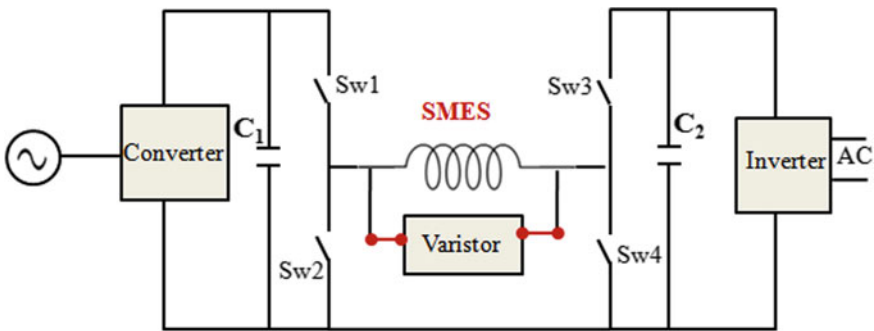 Sw1
SMES
Sw3
C1
C2
Converter
Inverter
AC
Varistor
Sw2
Sw4